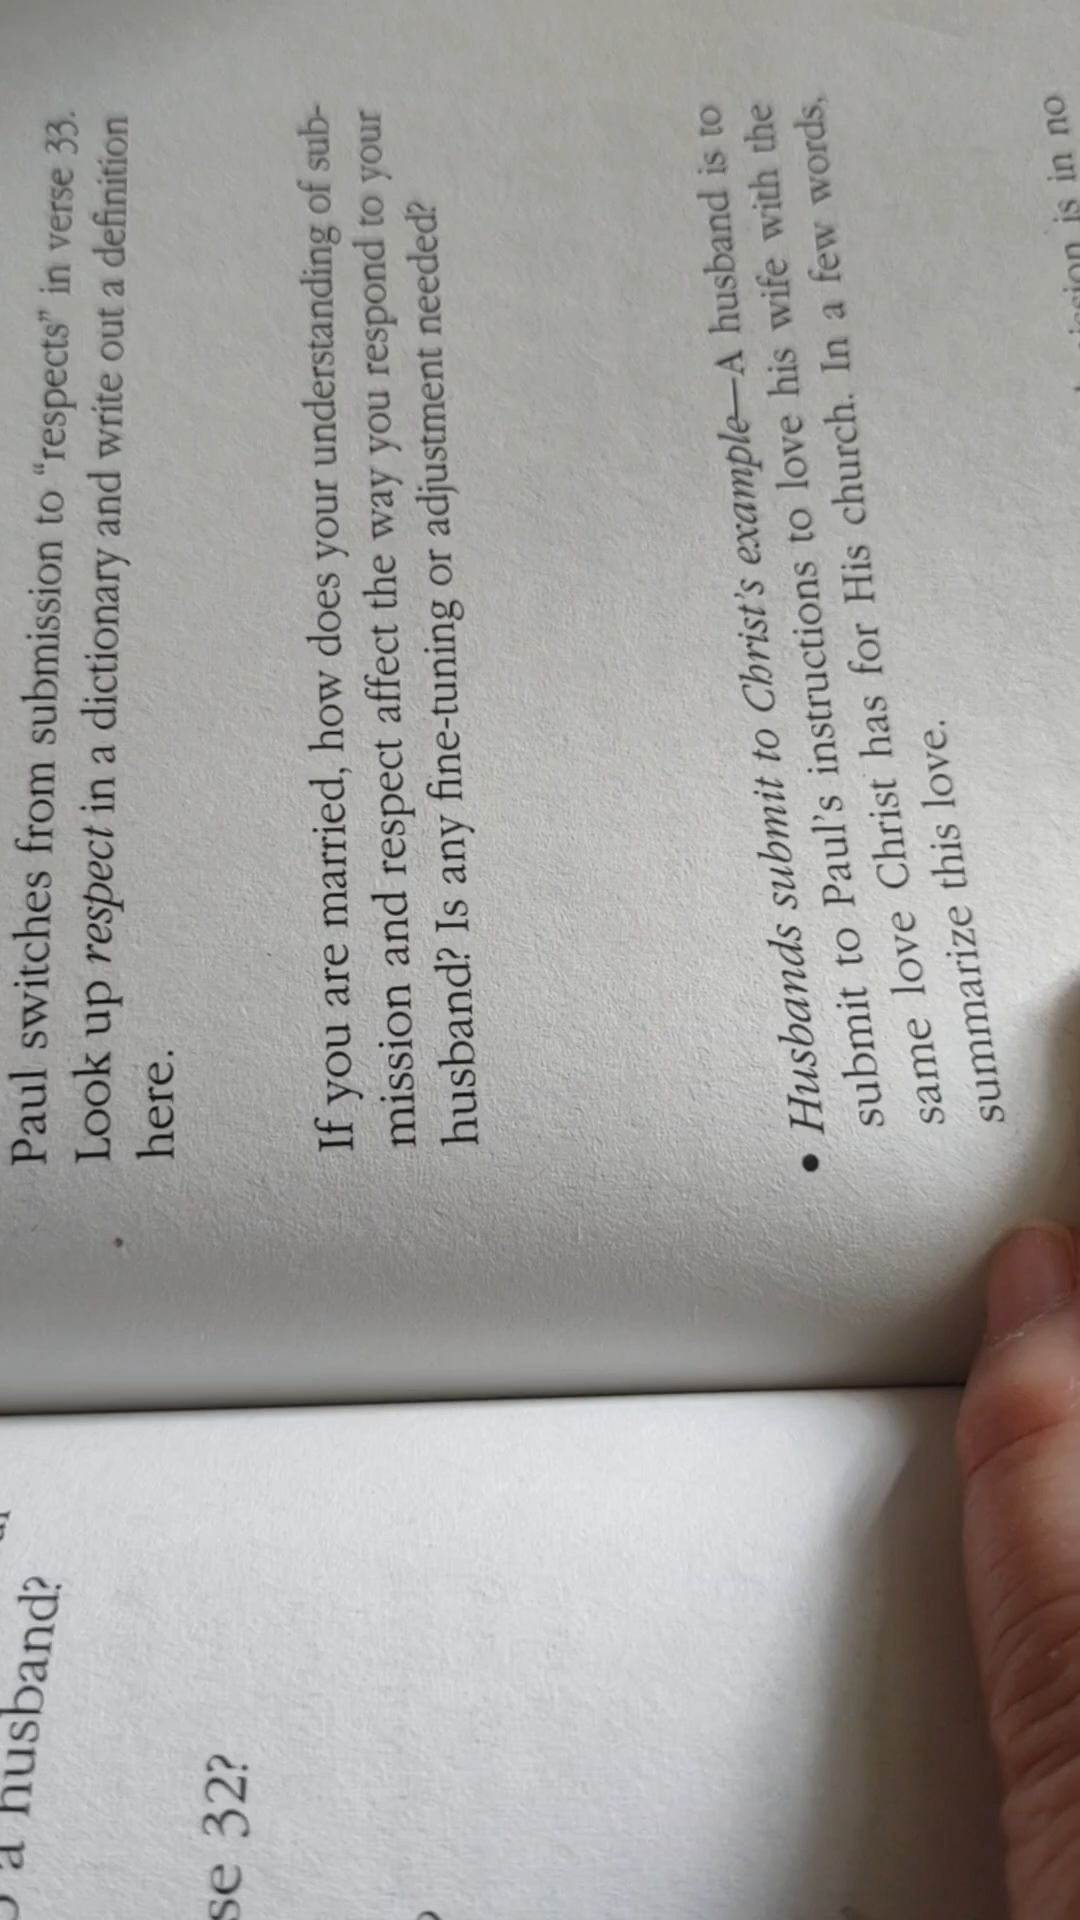 Paul switches from submission to “respects” in verse 33.
Look up respect in a dictionary and write out a definition
here.
If you are married, how does your understanding of sub-
mission and respect affect the way you respond to your
husband? Is any fine-tuning or adjustment needed?
• Husbands submit to Christ’s example—A husband is to
submit to Paul’s instructions to love his wife with the
same love Christ has for His church. In a few words,
summarize this love.
is in no
a husband?
32?